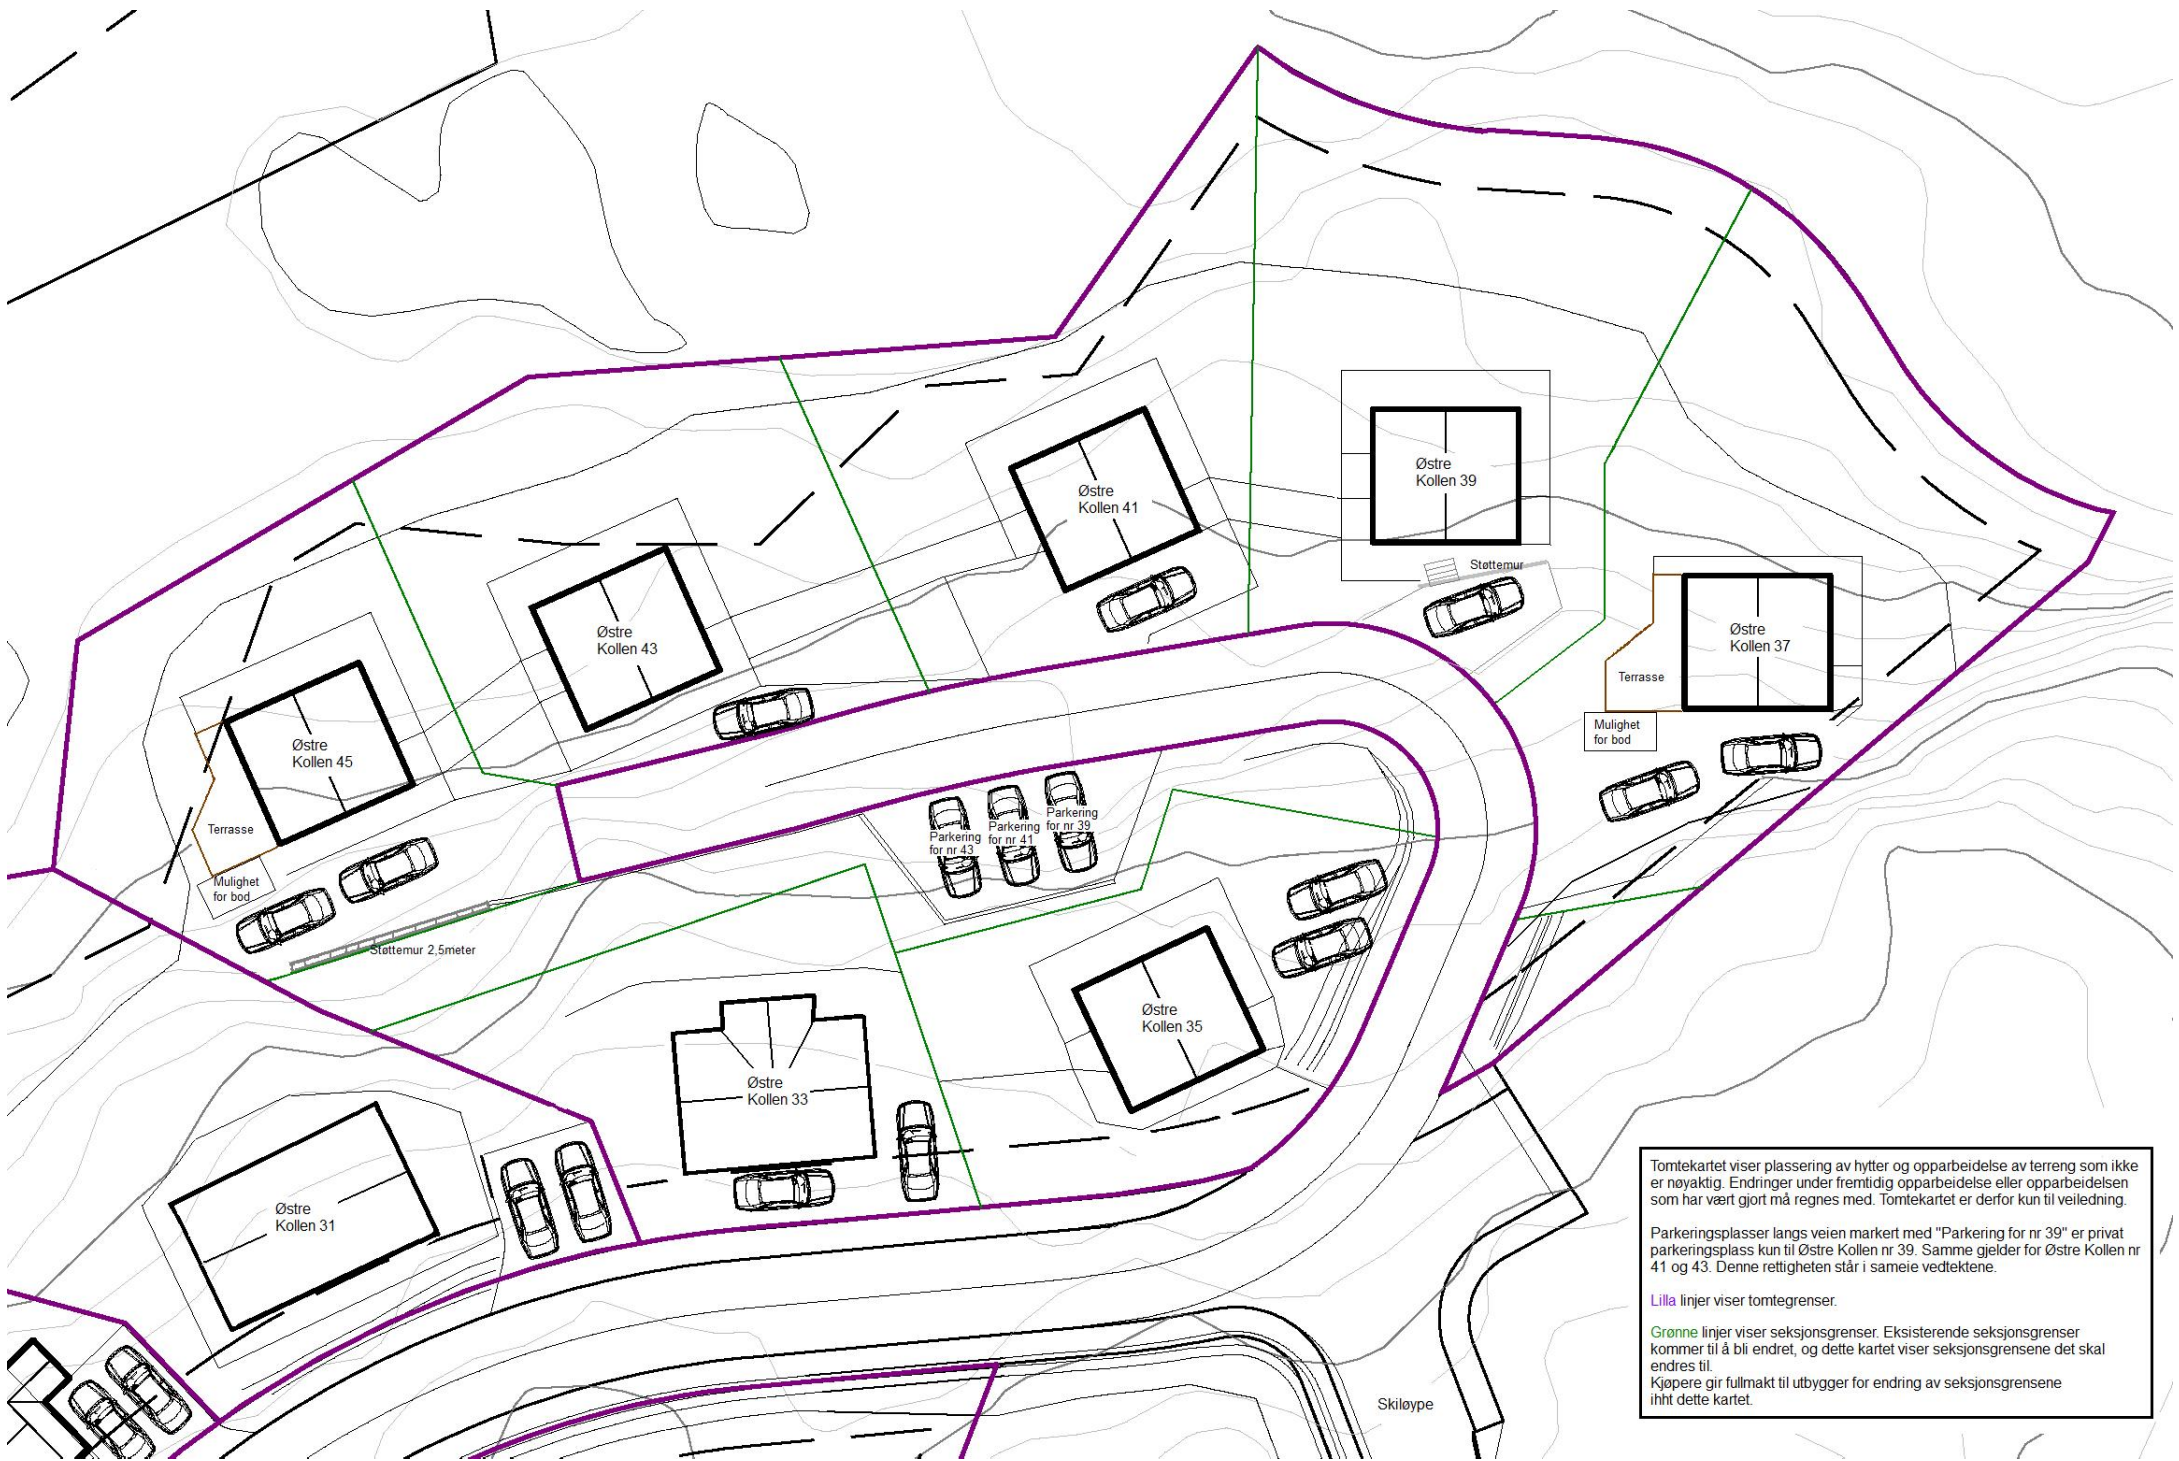 Østre
Kollen 39
Østre
Kollen 41
Støttemur
Østre
Kollen 43
Østre
Kollen 37
Terrasse
Mulighet
for bod
Østre
Kollen 45
Terrasse
Mulighet
for bod
Parkering
for nr 43
Parkering
for nr 41
Parkering
for nr 39
Støttemur 2,5meter
Østre
Kollen 35
Østre
Kollen 33
Østre
Kollen 31
Skiløype
Tomtekartet viser plassering av hytter og opparbeidelse av terreng som ikke
er nøyaktig. Endringer under fremtidig opparbeidelse eller opparbeidelsen
som har vært gjort må regnes med. Tomtekartet er derfor kun til veiledning.
Parkeringsplasser langs veien markert med "Parkering for nr 39" er privat
parkeringsplass kun til Østre Kollen nr 39. Samme gjelder for Østre Kollen nr
41 og 43. Denne rettigheten står i sameie vedtektene.
Lilla linjer viser tomtegrenser.
Grønne linjer viser seksjonsgrenser. Eksisterende seksjonsgrenser
kommer til å bli endret, og dette kartet viser seksjonsgrensene det skal
endres til.
Kjøpere gir fullmakt til utbygger for endring av seksjonsgrensene
ihht dette kartet.